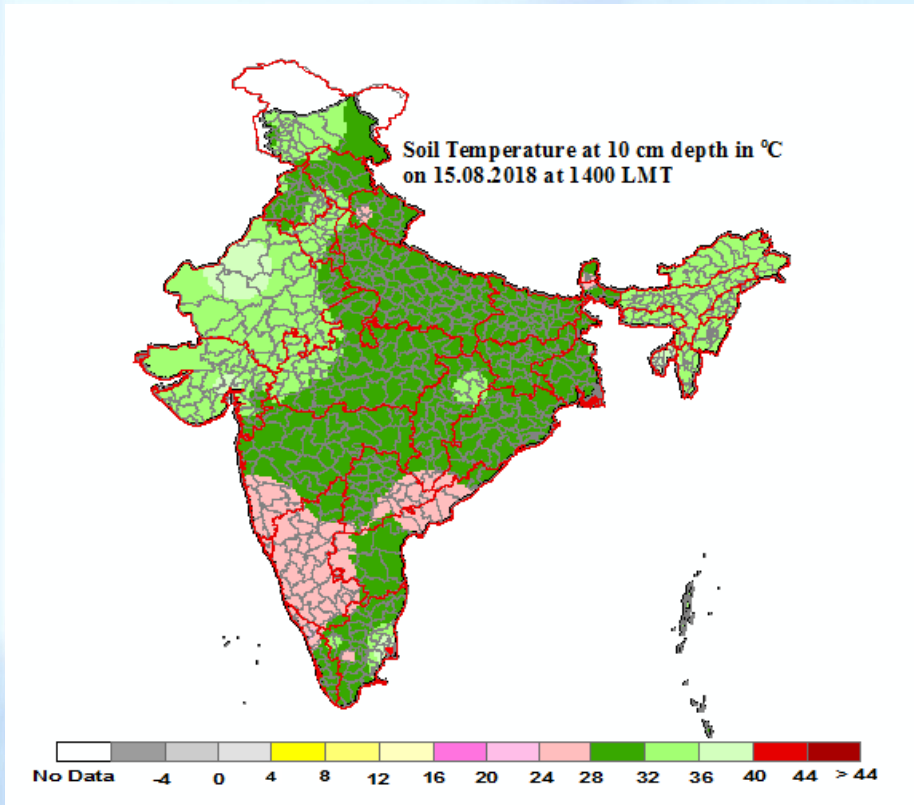 Soil Temperature at 10 cm depth in ⁰C
on 15.08.2018 at 1400 LMT
No Data -4 0 4 8 12 16 20 24 28 32 36 40 44 > 44